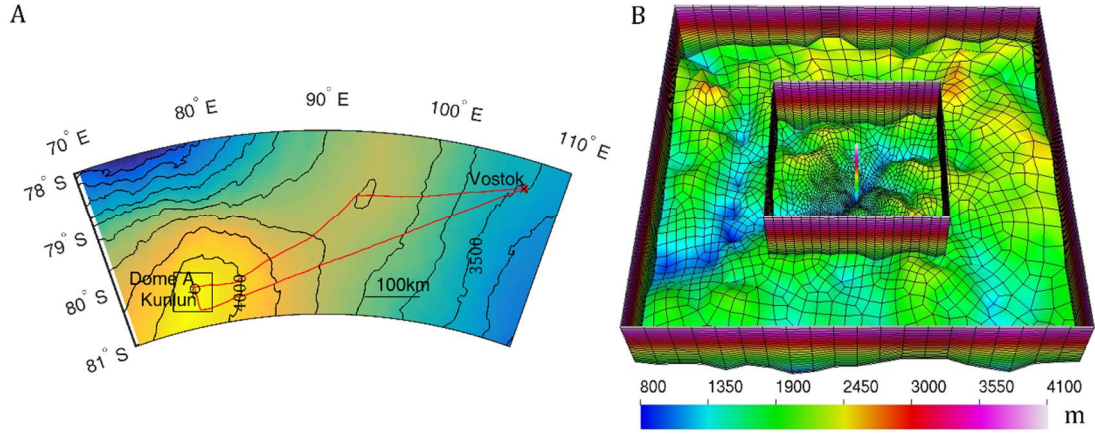 A
B
70° E
80° E
90° E
100° E
110° E
78° S
79° S
80° S
81° S
Vostok
Dome A
Kunlun
4000
3500
100km
800 1350 1900 2450 3000 3550 4100
m